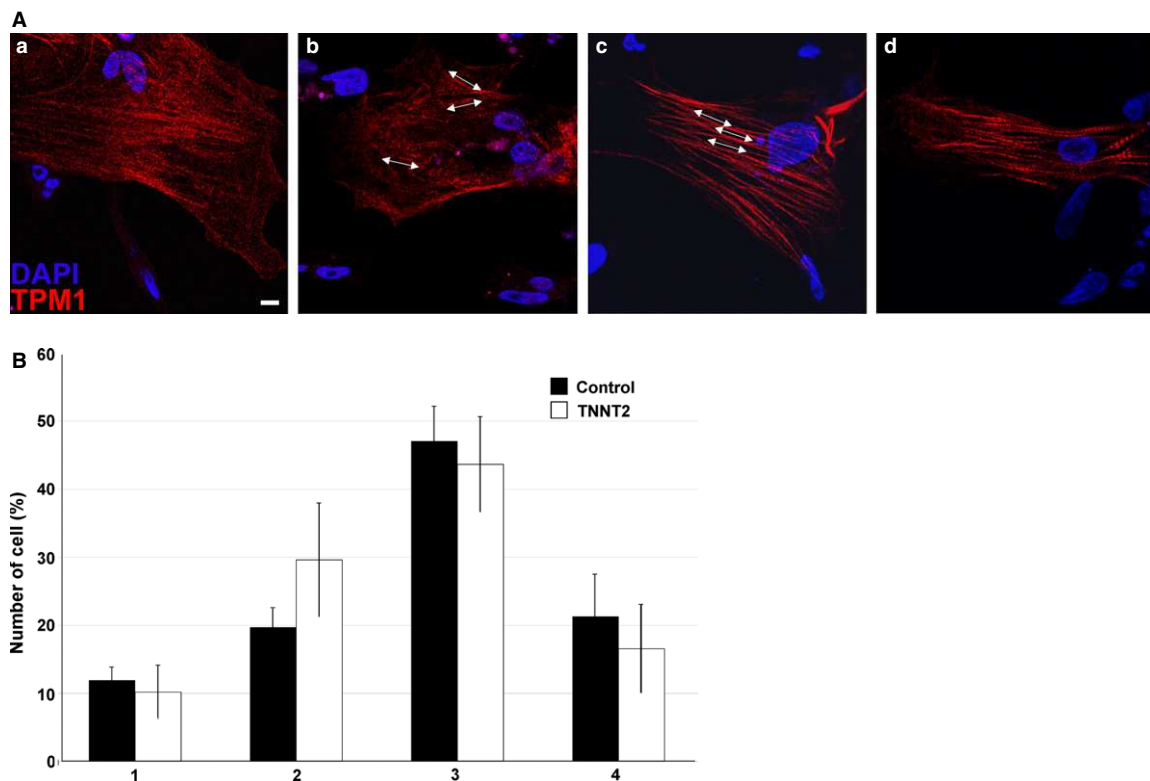 A
a
b
c
d
DAPI
TPM1
B
60
50
40
30
20
10
0
Number of cell (%)
Control
TNNT2
1
2
3
4